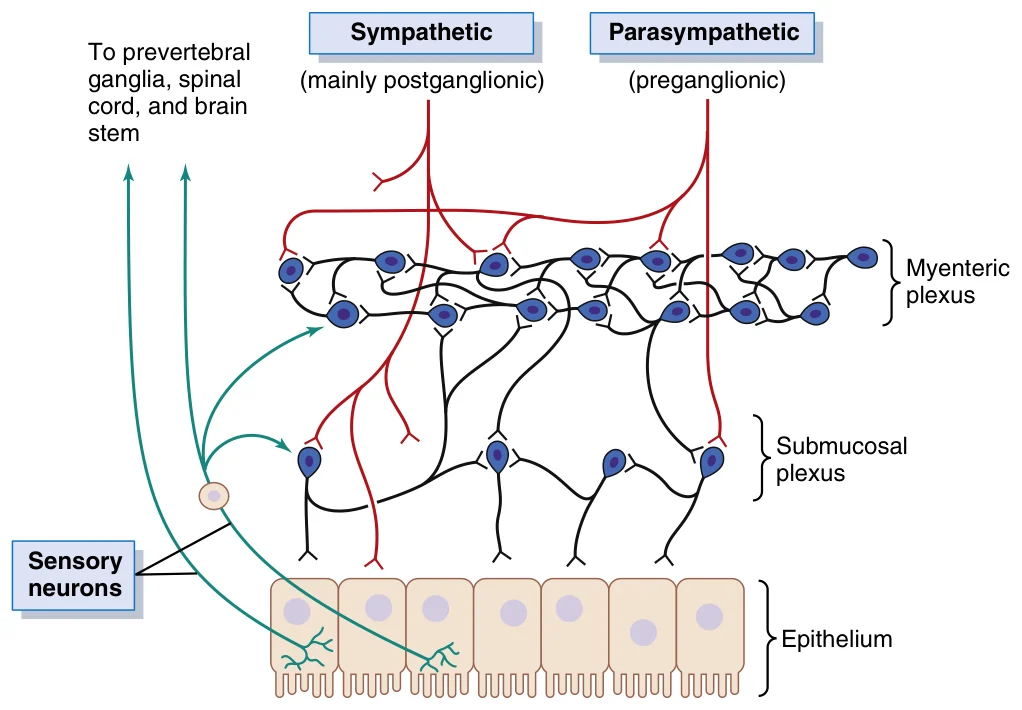 To prevertebral
ganglia, spinal
cord, and brain
stem
Sympathetic
(mainly postganglionic)
Parasympathetic
(preganglionic)
Myenteric
plexus
Submucosal
plexus
Sensory
neurons
Epithelium